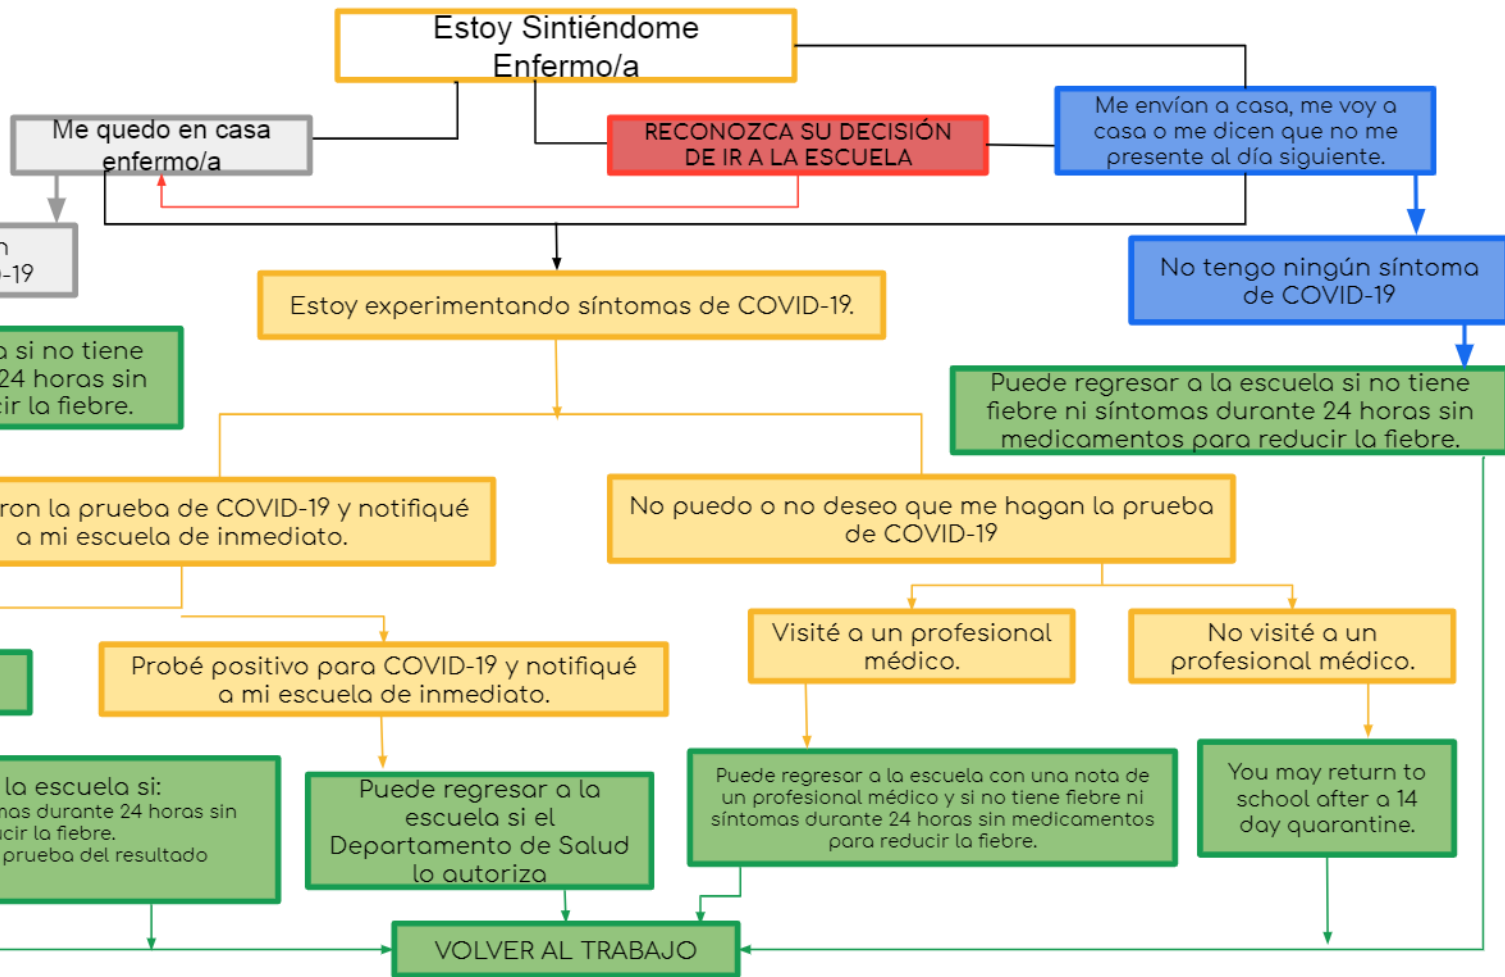 Estoy Sintiéndome
Enfermo/a
Me quedo en casa
enfermo/a
RECONOZCA SU DECISIÓN
DE IR A LA ESCUELA
Me envían a casa, me voy a
casa o me dicen que no me
presente al día siguiente.
-19
Estoy experimentando síntomas de COVID-19.
No tengo ningún síntoma
de COVID-19
si no tiene
24 horas sin
la fiebre.
Puede regresar a la escuela si no tiene
fiebre ni síntomas durante 24 horas sin
medicamentos para reducir la fiebre.
ron la prueba de COVID-19 y notifiqué
a mi escuela de inmediato.
No puedo o no deseo que me hagan la prueba
de COVID-19
Visité a un profesional
médico.
No visité a un
profesional médico.
Probé positivo para COVID-19 y notifiqué
a mi escuela de inmediato.
la escuela si:
mas durante 24 horas sin
ucir la fiebre.
prueba del resultado
Puede regresar a la
escuela si el
Departamento de Salud
lo autoriza
Puede regresar a la escuela con una nota de
un profesional médico y si no tiene fiebre ni
síntomas durante 24 horas sin medicamentos
para reducir la fiebre.
You may return to
school after a 14
day quarantine.
VOLVER AL TRABAJO